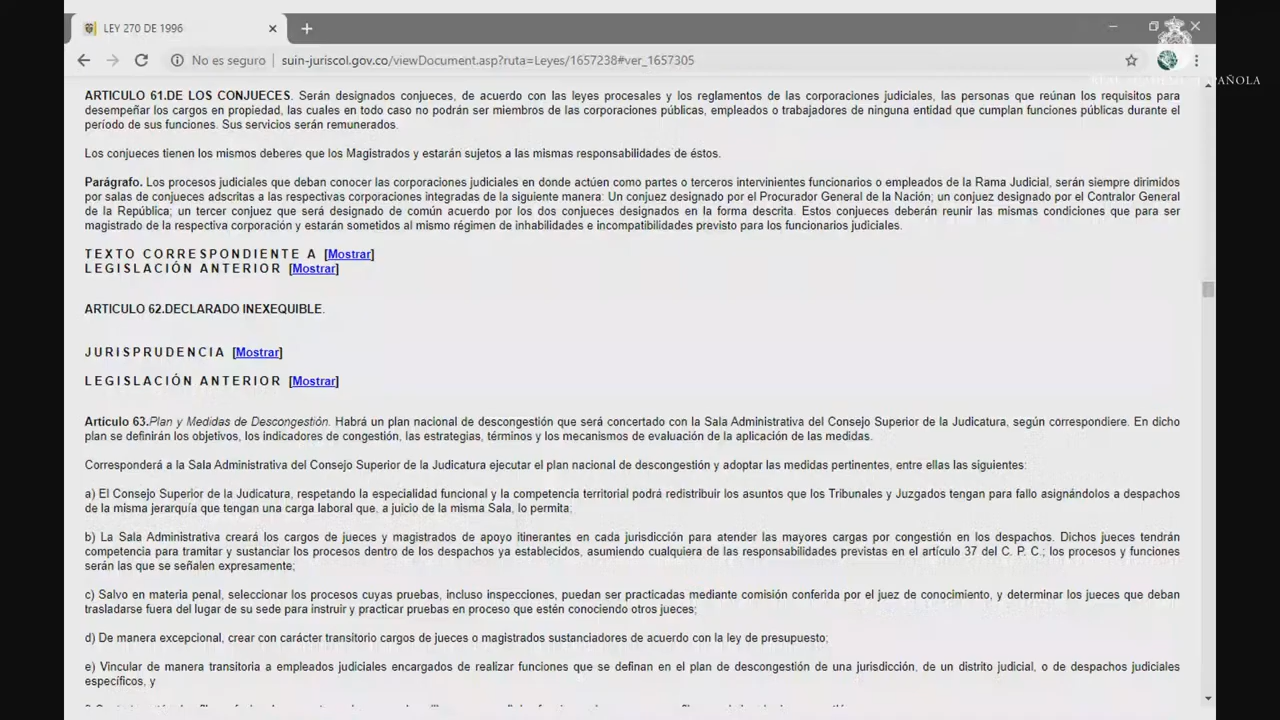 LEY 270 DE 1996
No es seguro
suin-juriscol.gov.co/viewDocument.asp?ruta=Leyes/1657238#ver_1657305
ESPAÑOLA
ARTICULO 61.DE LOS CONJUECES. Serán designados conjueces, de acuerdo con las leyes procesales y los reglamentos de las corporaciones judiciales, las personas que reúnan los requisitos para
desempeñar los cargos en propiedad, las cuales en todo caso no podrán ser miembros de las corporaciones públicas, empleados o trabajadores de ninguna entidad que cumplan funciones públicas durante el
período de sus funciones. Sus servicios serán remunerados.
Los conjueces tienen los mismos deberes que los Magistrados y estarán sujetos a las mismas responsabilidades de éstos.
Parágrafo. Los procesos judiciales que deban conocer las corporaciones judiciales en donde actúen como partes o terceros intervinientes funcionarios o empleados de la Rama Judicial, serán siempre dirimidos
por salas de conjueces adscritas a las respectivas corporaciones integradas de la siguiente manera: Un conjuez designado por el Procurador General de la Nación; un conjuez designado por el Contralor General
de la República; un tercer conjuez que será designado de común acuerdo por los dos conjueces designados en la forma descrita. Estos conjueces deberán reunir las mismas condiciones que para ser
magistrado de la respectiva corporación y estarán sometidos al mismo régimen de inhabilidades e incompatibilidades previsto para los funcionarios judiciales.
TEXTO CORRESPONDIENTE A [Mostrar]
LEGISLACIÓN ANTERIOR [Mostrar]
ARTICULO 62.DECLARADO INEXEQUIBLE.
JURISPRUDENCIA [Mostrar]
LEGISLACIÓN ANTERIOR [Mostrar]
Artículo 63.Plan y Medidas de Descongestión. Habrá un plan nacional de descongestión que será concertado con la Sala Administrativa del Consejo Superior de la Judicatura, según correspondiere. En dicho
plan se definirán los objetivos, los indicadores de congestión, las estrategias, términos y los mecanismos de evaluación de la aplicación de las medidas.
Corresponderá a la Sala Administrativa del Consejo Superior de la Judicatura ejecutar el plan nacional de descongestión y adoptar las medidas pertinentes, entre ellas las siguientes:
a) El Consejo Superior de la Judicatura, respetando la especialidad funcional y la competencia territorial podrá redistribuir los asuntos que los Tribunales y Juzgados tengan para fallo asignándolos a despachos
de la misma jerarquía que tengan una carga laboral que, a juicio de la misma Sala, lo permita;
b) La Sala Administrativa creará los cargos de jueces y magistrados de apoyo itinerantes en cada jurisdicción para atender las mayores cargas por congestión en los despachos. Dichos jueces tendrán
competencia para tramitar y sustanciar los procesos dentro de los despachos ya establecidos, asumiendo cualquiera de las responsabilidades previstas en el artículo 37 del C. P. C.; los procesos y funciones
serán las que se señalen expresamente;
c) Salvo en materia penal, seleccionar los procesos cuyas pruebas, incluso inspecciones, puedan ser practicadas mediante comisión conferida por el juez de conocimiento, y determinar los jueces que deban
trasladarse fuera del lugar de su sede para instruir y practicar pruebas en proceso que estén conociendo otros jueces;
d) De manera excepcional, crear con carácter transitorio cargos de jueces o magistrados sustanciadores de acuerdo con la ley de presupuesto;
e) Vincular de manera transitoria a empleados judiciales encargados de realizar funciones que se definan en el plan de descongestión de una jurisdicción, de un distrito judicial, o de despachos judiciales
específicos, y